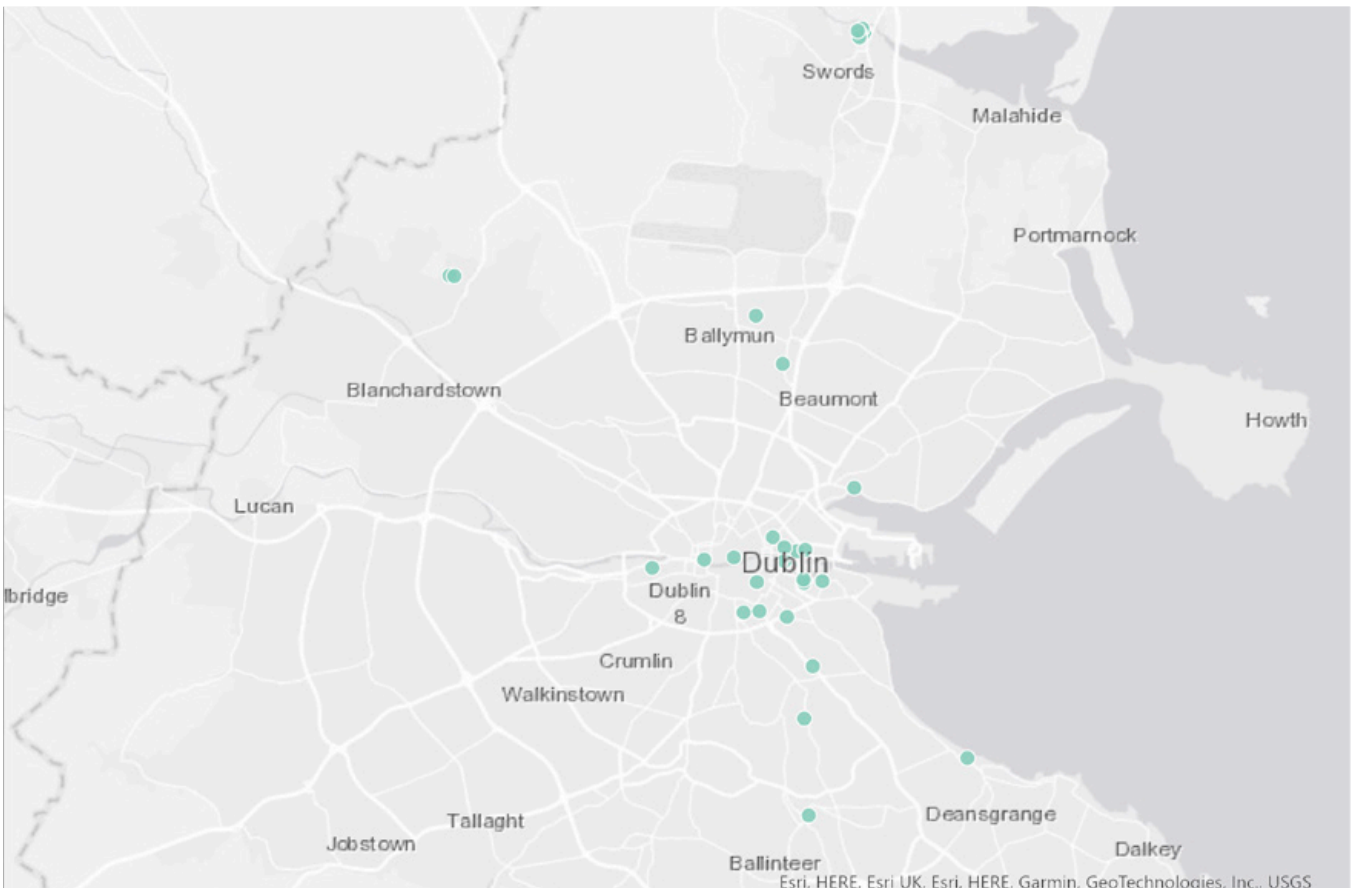 Swords
Malahide
Portmarnock
Ballymun
Blanchardstown
Beaumont
Howth
Lucan
Dublin
lbridge
Dublin
8
Crumlin
Walkinstown
Deansgrange
Tallaght
Jobstown
Dalkey
Ballinteer
Esri, HERE, Esri UK, Esri, HERE, Garmin, GeoTechnologies, Inc., USGS